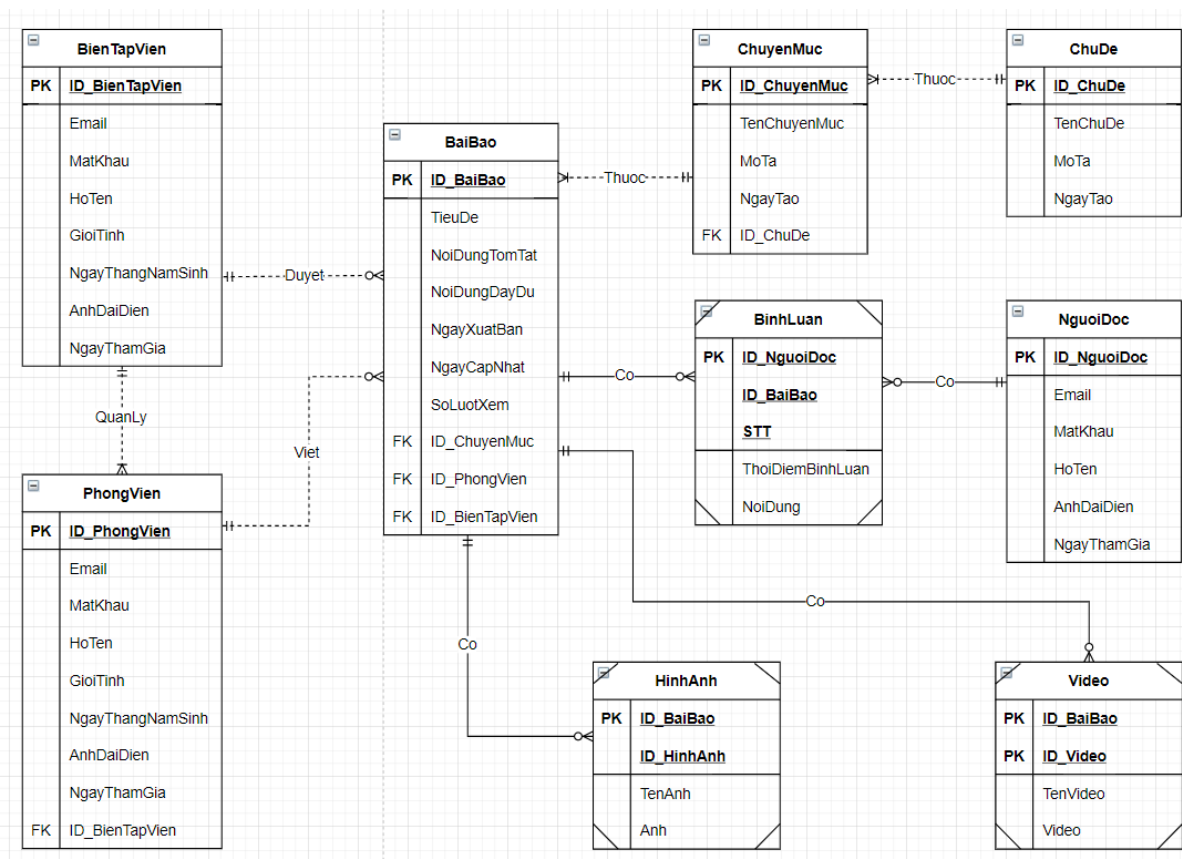 BienTapVien
PK ID_BienTapVien
Email
MatKhau
HoTen
GioiTinh
NgayThangNamSinh
AnhDaiDien
NgayThamGia
QuanLy
PhongVien
PK ID_PhongVien
Email
MatKhau
HoTen
GioiTinh
NgayThangNamSinh
AnhDaiDien
NgayThamGia
FK ID_BienTapVien
Duyet
Viet
BaiBao
PK ID_BaiBao
TieuDe
NoiDungTomTat
NoiDungDayDu
NgayXuatBan
NgayCapNhat
SoLuotXem
FK ID_ChuyenMuc
FK ID_PhongVien
FK ID_BienTapVien
Thuoc
ChuyenMuc
PK ID_ChuyenMuc
TenChuyenMuc
MoTa
NgayTao
FK ID_ChuDe
Thuoc
ChuDe
PK ID_ChuDe
TenChuDe
MoTa
NgayTao
Co
BinhLuan
PK ID_NguoiDoc
ID_BaiBao
STT
ThoiDiemBinhLuan
NoiDung
Co
NguoiDoc
PK ID_NguoiDoc
Email
MatKhau
HoTen
AnhDaiDien
NgayThamGia
Co
Co
HinhAnh
PK ID_BaiBao
ID_HinhAnh
TenAnh
Anh
Video
PK ID_BaiBao
PK ID_Video
TenVideo
Video